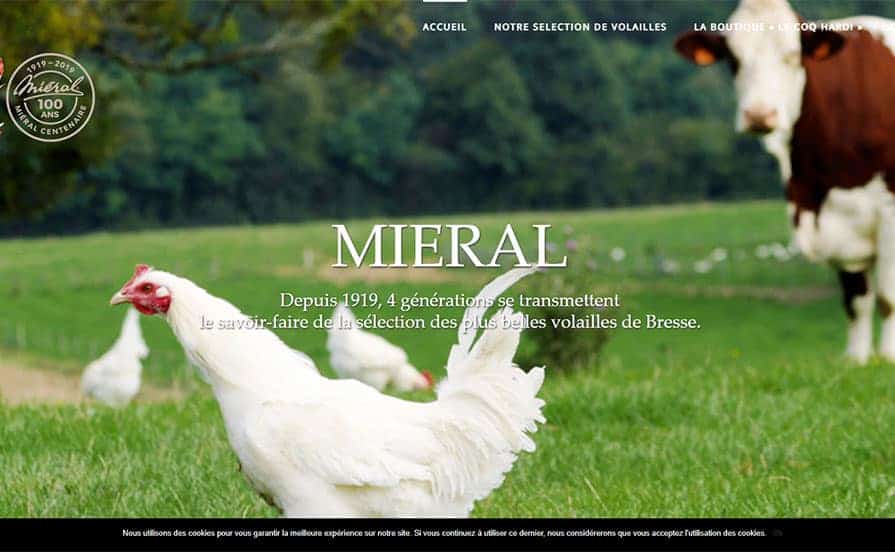 ACCUEIL NOTRE SELECTION DE VOLAILLES LA BOUTIQUE « LE COQ HARDI »
1919-2019
Miéral
100
ANS
MIÉRAL CENTENAIRE
MIERAL
Depuis 1919, 4 générations se transmettent
le savoir-faire de la sélection des plus belles volailles de Bresse.
Nous utilisons des cookies pour vous garantir la meilleure expérience sur notre site. Si vous continuez à utiliser ce dernier, nous considérerons que vous acceptez l'utilisation des cookies.